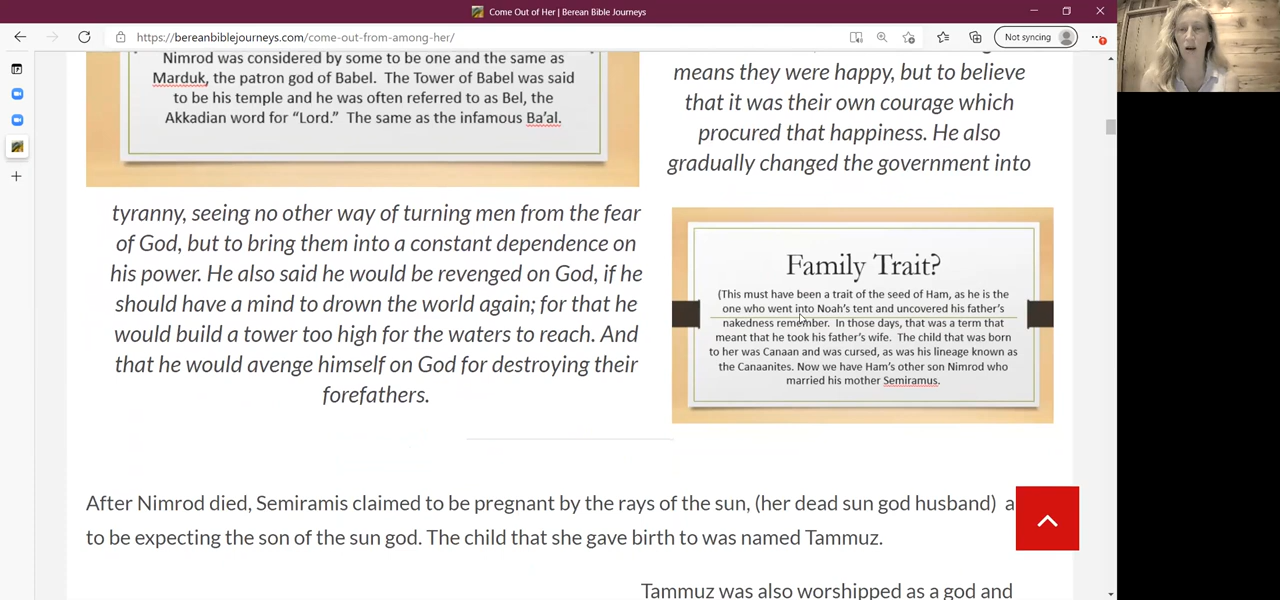 Come Out of Her | Berean Bible Journeys
https://bereanbiblejourneys.com/come-out-from-among-her/
Not syncing
Nimrod was considered by some to be one and the same as
Marduk, the patron god of Babel. The Tower of Babel was said
to be his temple and he was often referred to as Bel, the
Akkadian word for “Lord.” The same as the infamous Ba’al.
means they were happy, but to believe
that it was their own courage which
procured that happiness. He also
gradually changed the government into
tyranny, seeing no other way of turning men from the fear
of God, but to bring them into a constant dependence on
his power. He also said he would be revenged on God, if he
should have a mind to drown the world again; for that he
would build a tower too high for the waters to reach. And
that he would avenge himself on God for destroying their
forefathers.
Family Trait?
(This must have been a trait of the seed of Ham, as he is the
one who went into Noah’s tent and uncovered his father’s
nakedness remember. In those days, that was a term that
meant that he took his father’s wife. The child that was born
to her was Canaan and was cursed, as was his lineage known as
the Canaanites. Now we have Ham’s other son Nimrod who
married his mother Semiramus.
After Nimrod died, Semiramis claimed to be pregnant by the rays of the sun, (her dead sun god husband) a
to be expecting the son of the sun god. The child that she gave birth to was named Tammuz.
Tammuz was also worshipped as a god and